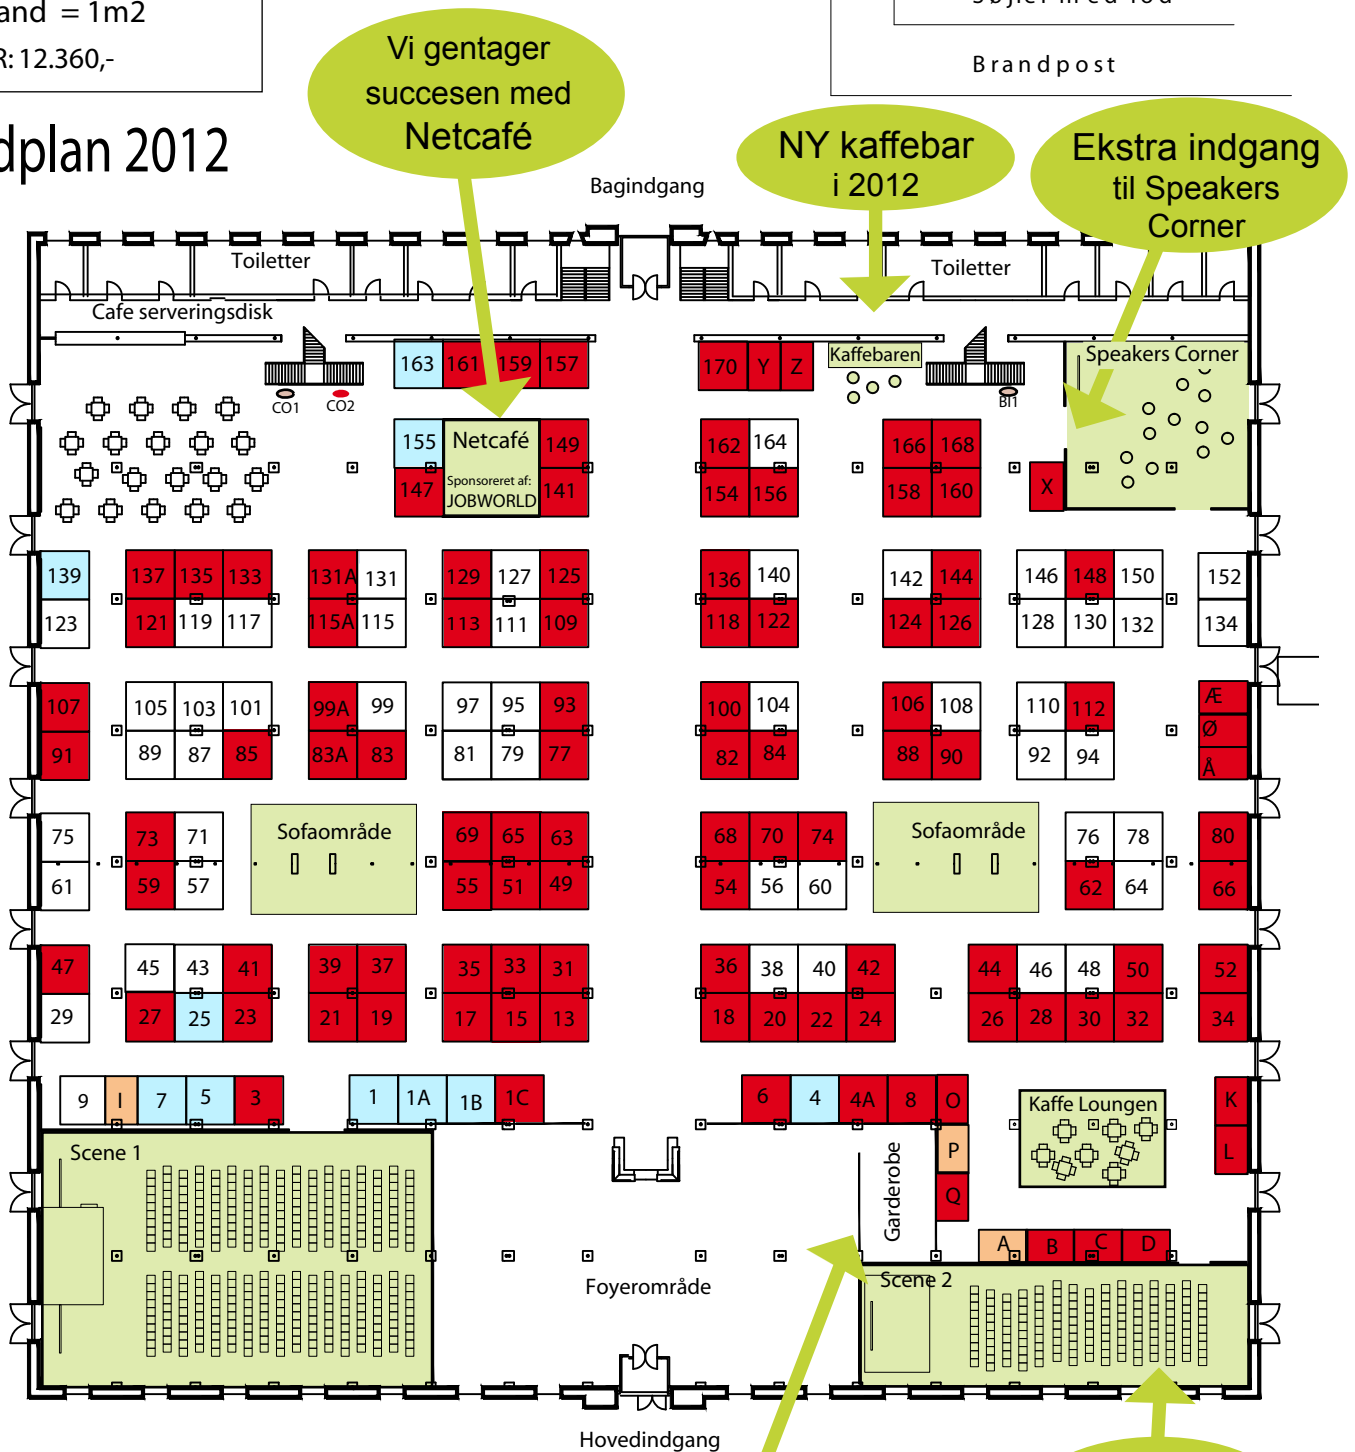 and = 1m2
R: 12.360,-
dplan 2012
Vi gentager
succesen med
Netcafé
Brandpost
NY kaffebar
i 2012
Ekstra indgang
til Speakers
Corner
Bagindgang
Toiletter
Toiletter
Cafe serveringsdisk
163 161 159 157
170 Y Z
Kaffebaren
Speakers Corner
CO1 CO2
BI1
155 Netcafé 149
162 164
166 168
147 Sponsoreret af: 141
JOBWORLD
154 156
158 160
X
139 137 135 133 131A 131 129 127 125 136 140 142 144 146 148 150 152
123 121 119 117 115A 115 113 111 109 118 122 124 126 128 130 132 134
107 105 103 101 99A 99 97 95 93 100 104 106 108 110 112 Æ
Ø
91 89 87 85 83A 83 81 79 77 82 84 88 90 92 94 Å
75 73 71 Sofaområde 69 65 63 68 70 74 Sofaområde 76 78 80
61 59 57 55 51 49 54 56 60 62 64 66
47 45 43 41 39 37 35 33 31 36 38 40 42 44 46 48 50 52
29 27 25 23 21 19 17 15 13 18 20 22 24 26 28 30 32 34
9 I 7 5 3 1 1A 1B 1C 6 4 4A 8 O Kaffe Loungen K
Scene 1
P
L
Garderobe
Q
A B C D
Foyerområde
Scene 2
Hovedindgang